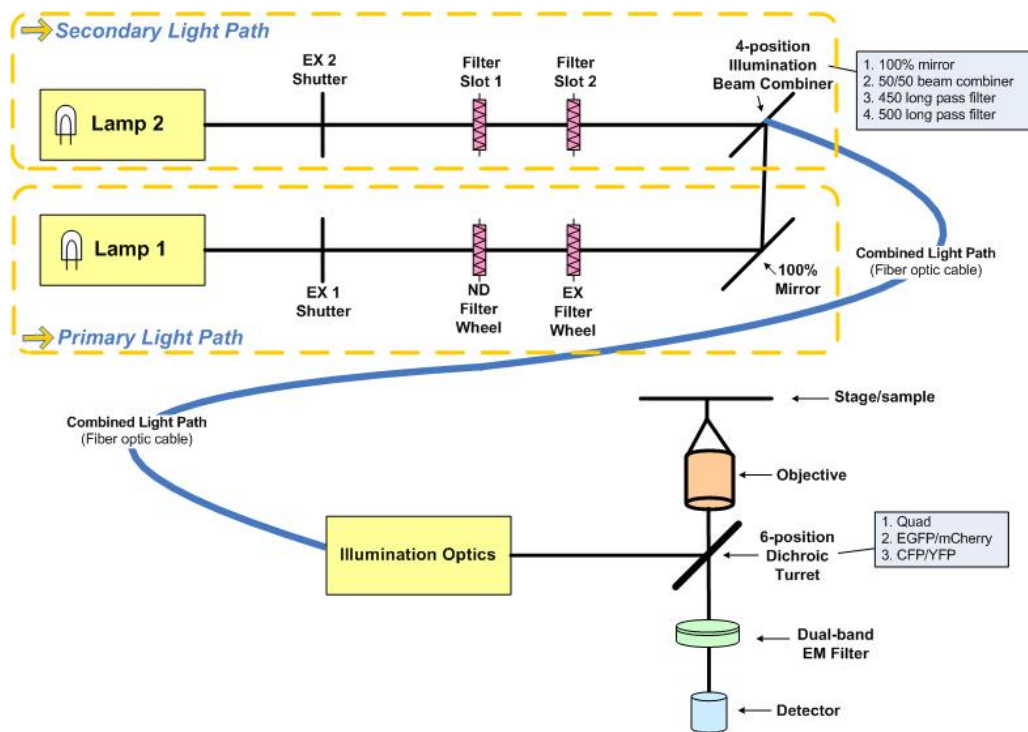 Secondary Light Path
EX 2
Shutter
Filter
Slot 1
Filter
Slot 2
4-position
Illumination
Beam Combiner
1. 100% mirror
2. 50/50 beam combiner
3. 450 long pass filter
4. 500 long pass filter
Lamp 2
Lamp 1
EX 1
Shutter
ND
Filter
Wheel
EX
Filter
Wheel
100%
Mirror
Combined Light Path
(Fiber optic cable)
Primary Light Path
Combined Light Path
(Fiber optic cable)
Stage/sample
Objective
Illumination Optics
6-position
Dichroic
Turret
1. Quad
2. EGFP/mCherry
3. CFP/YFP
Dual-band
EM Filter
Detector